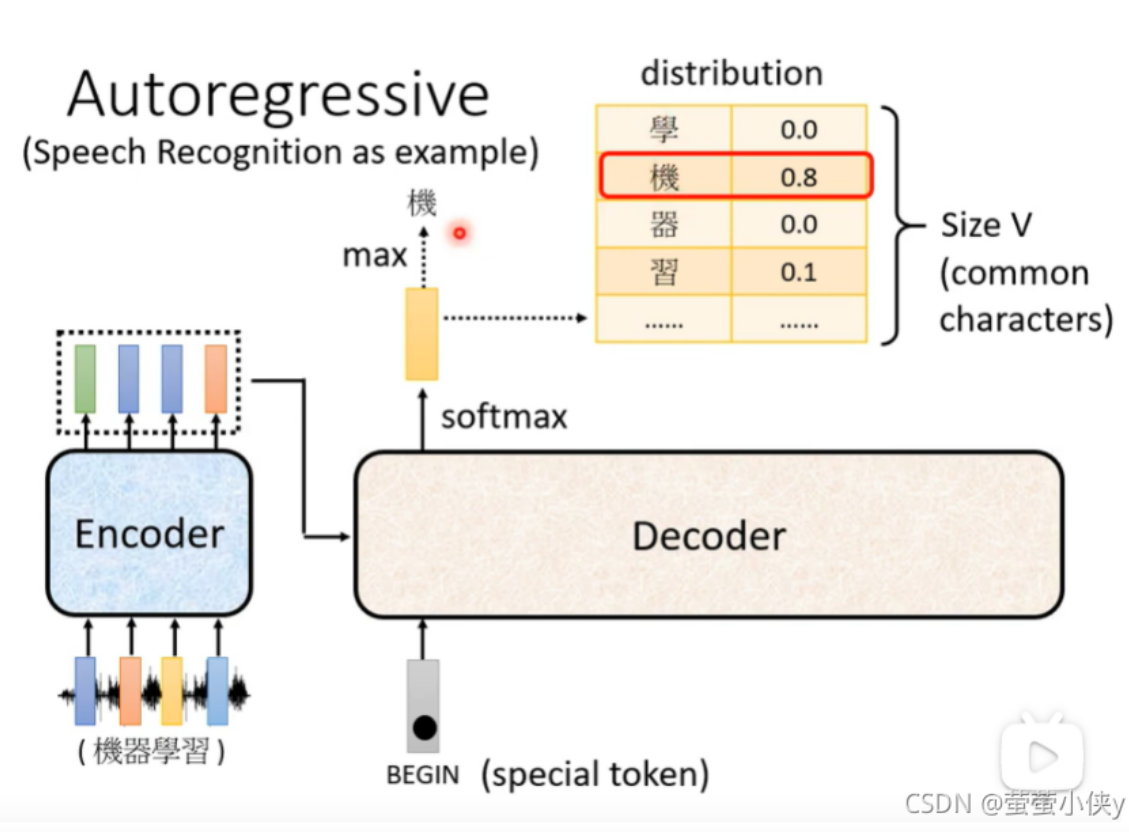 Autoregressive
(Speech Recognition as example)
distribution
學 0.0
機 0.8
器 0.0
習 0.1
...... ......
Size V
(common
characters)
機
max
softmax
Encoder
Decoder
(機器學習)
BEGIN (special token)
CSDN @萤萤小侠y